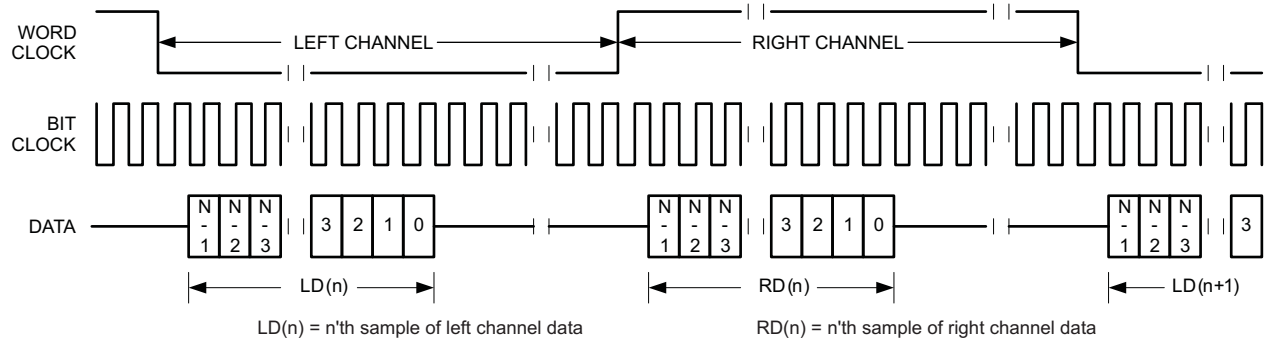 WORD CLOCK
LEFT CHANNEL
RIGHT CHANNEL
BIT CLOCK
DATA
N-1 N-2 N-3 3 2 1 0 N-1 N-2 N-3 3 2 1 0 N-1 N-2 N-3 3
LD(n) RD(n) LD(n+1)
LD(n) = n'th sample of left channel data
RD(n) = n'th sample of right channel data